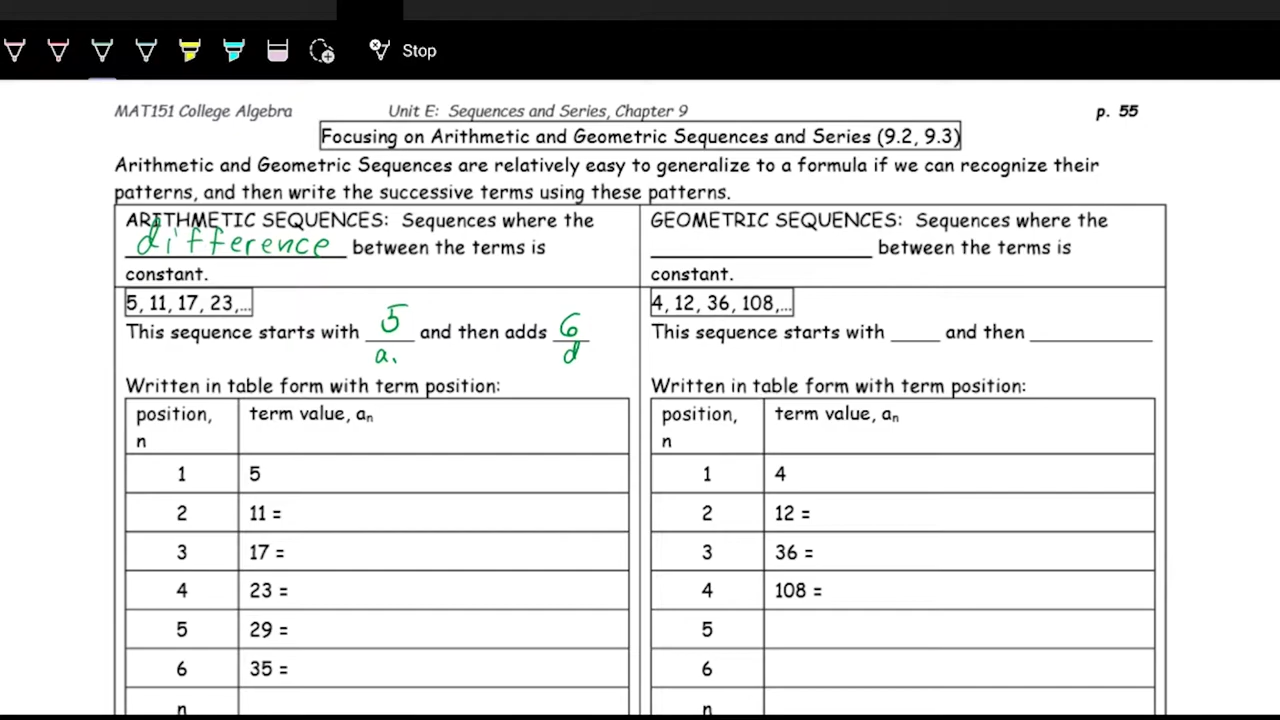 Stop
MAT151 College Algebra Unit E: Sequences and Series, Chapter 9 p. 55
Focusing on Arithmetic and Geometric Sequences and Series (9.2, 9.3)
Arithmetic and Geometric Sequences are relatively easy to generalize to a formula if we can recognize their
patterns, and then write the successive terms using these patterns.
ARITHMETIC SEQUENCES: Sequences where the
difference between the terms is
constant.
5, 11, 17, 23,...
This sequence starts with 5 and then adds 6
a₁ d
Written in table form with term position:
position, term value, aₙ
n
1 5
2 11 =
3 17 =
4 23 =
5 29 =
6 35 =
n
GEOMETRIC SEQUENCES: Sequences where the
____________ between the terms is
constant.
4, 12, 36, 108,...
This sequence starts with _____ and then ____________
Written in table form with term position:
position, term value, aₙ
n
1 4
2 12 =
3 36 =
4 108 =
5
6
n